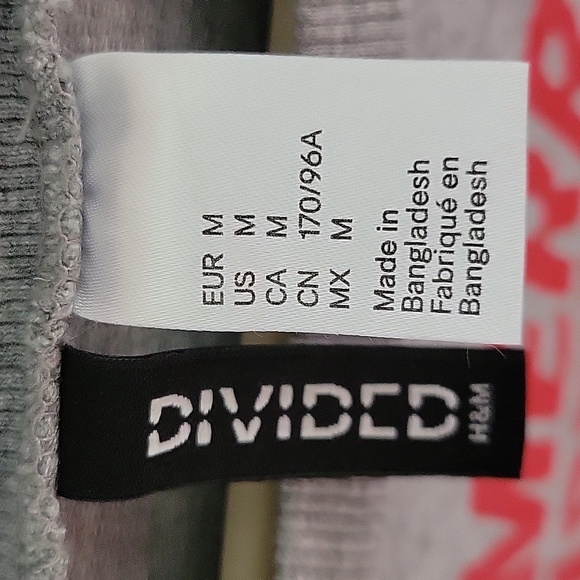 EUR M
US M
CA M
CN 170/96A
MX M
Made in
Bangladesh
Fabriqué en
Bangladesh
DIVIDED
H&M